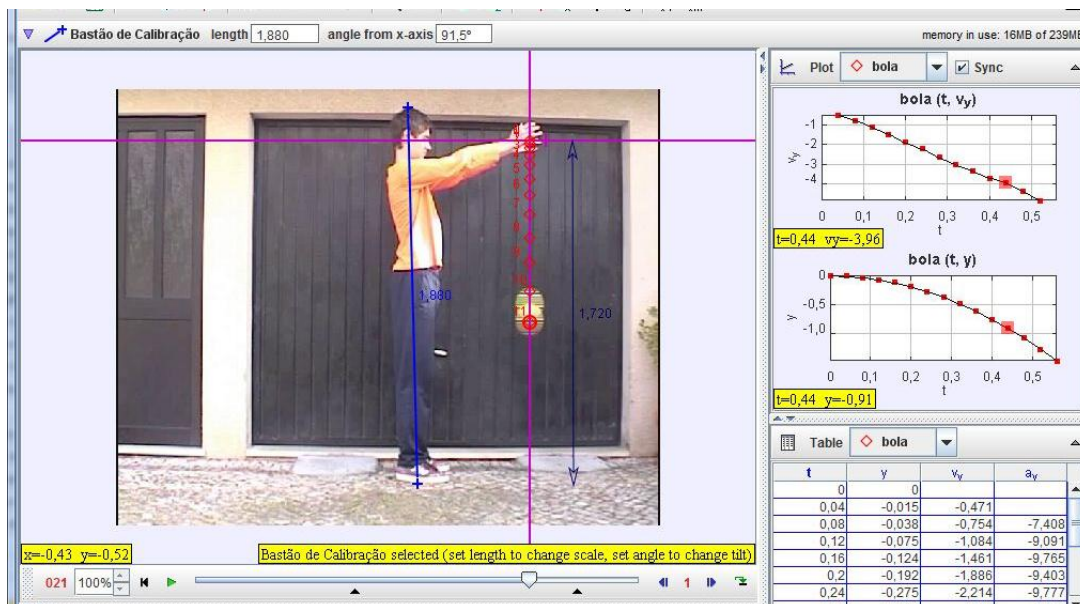 Bastão de Calibração length 1,880 angle from x-axis 91,5° memory in use: 16MB of 239MB
Plot bola Sync
bola (t, vy)
-1
-2
-3
-4
vy
0 0,1 0,2 0,3 0,4 0,5
t
t=0,44 vy=-3,96
bola (t, y)
0
-0,5
-1,0
y
0 0,1 0,2 0,3 0,4 0,5
t
t=0,44 y=-0,91
5
6
7
8
9
11
1,880
1,720
Table bola
t y vy ay
0 0
0,04 -0,015 -0,471
0,08 -0,038 -0,754 -7,408
0,12 -0,075 -1,084 -9,091
0,16 -0,124 -1,461 -9,765
0,2 -0,192 -1,886 -9,403
0,24 -0,275 -2,214 -9,777
x=-0,43 y=-0,52 Bastão de Calibração selected (set length to change scale, set angle to change tilt)
021 100% 1